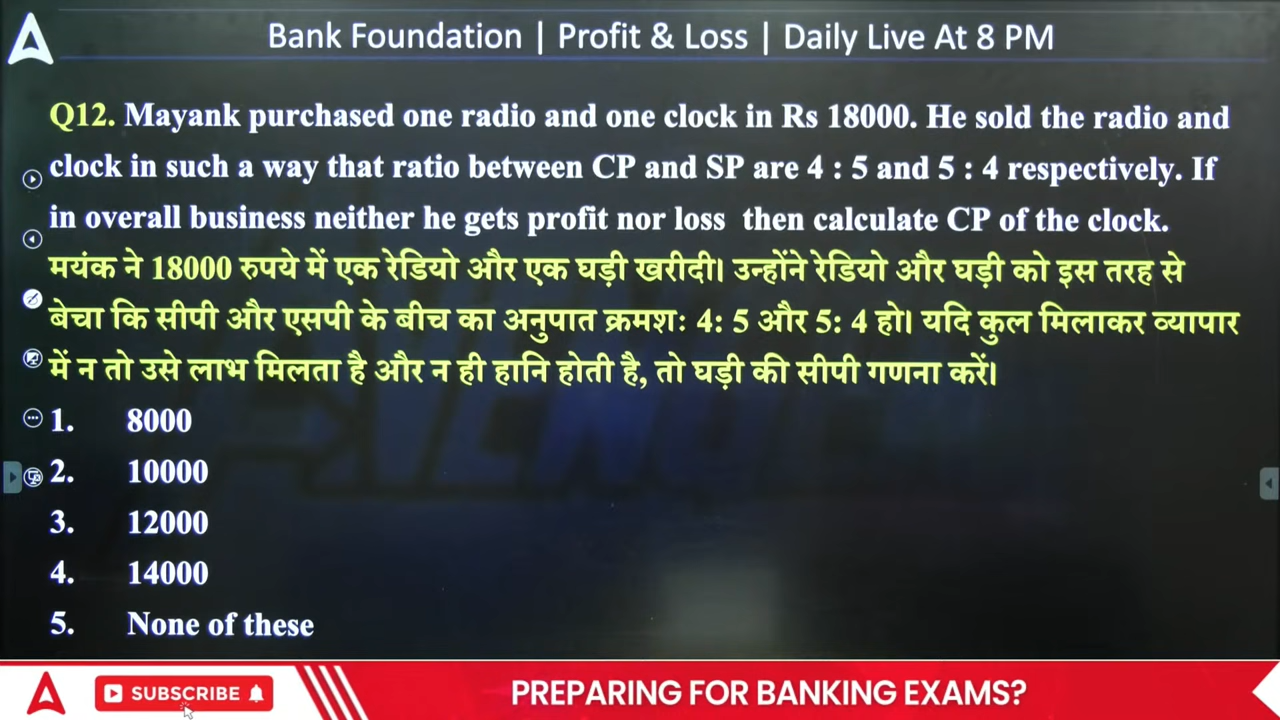 Bank Foundation | Profit & Loss | Daily Live At 8 PM
Q12. Mayank purchased one radio and one clock in Rs 18000. He sold the radio and
clock in such a way that ratio between CP and SP are 4 : 5 and 5 : 4 respectively. If
in overall business neither he gets profit nor loss then calculate CP of the clock.
मयंक ने 18000 रुपये में एक रेडियो और एक घड़ी खरीदी। उन्होंने रेडियो और घड़ी को इस तरह से
बेचा कि सीपी और एसपी के बीच का अनुपात क्रमशः 4: 5 और 5: 4 हो। यदि कुल मिलाकर व्यापार
में न तो उसे लाभ मिलता है और न ही हानि होती है, तो घड़ी की सीपी गणना करें।
1. 8000
2. 10000
3. 12000
4. 14000
5. None of these
SUBSCRIBE
PREPARING FOR BANKING EXAMS?